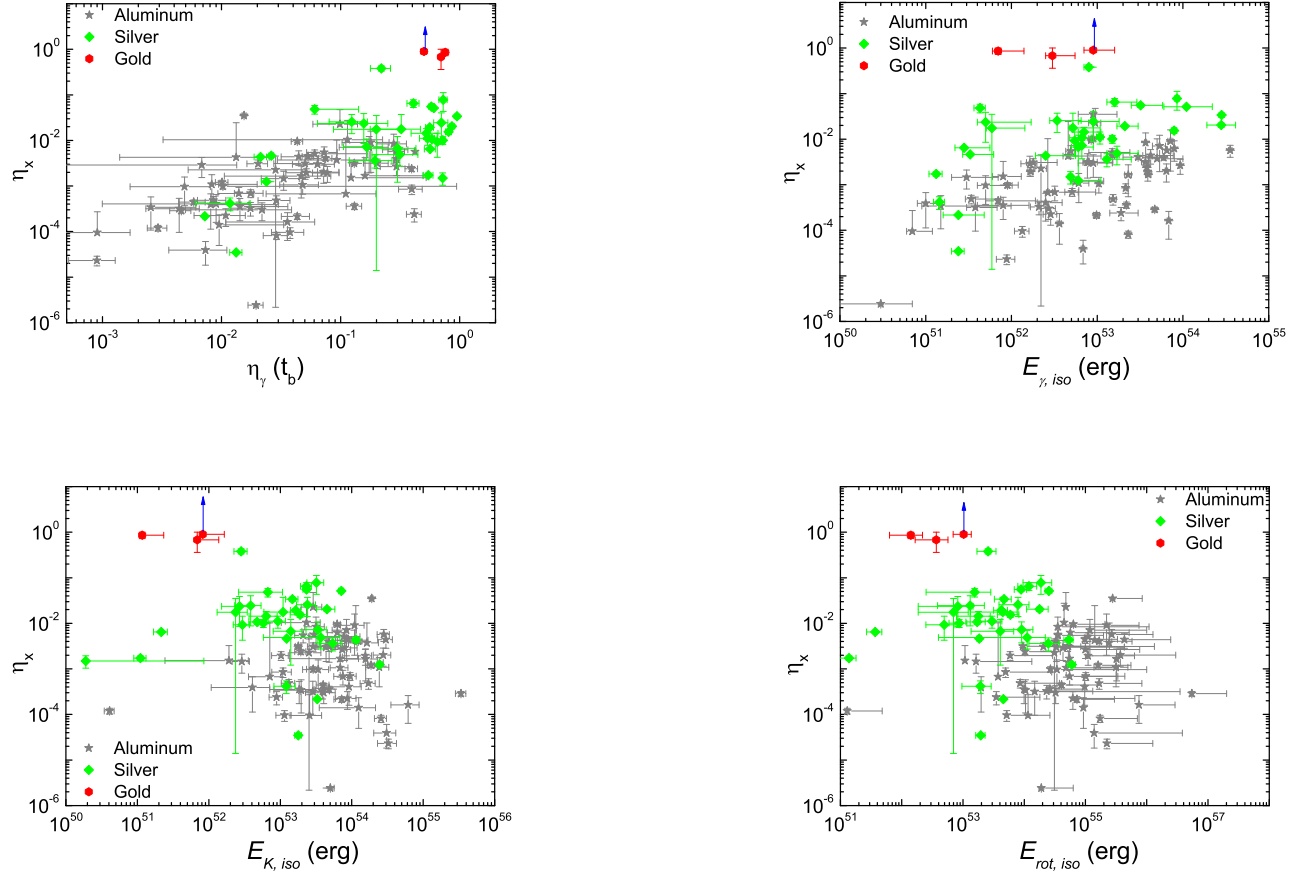 Aluminum
Silver
Gold
10^0
10^-2
10^-4
10^-6
η_x
10^-3 10^-2 10^-1 10^0
η_γ (t_b)
Aluminum
Silver
Gold
10^0
10^-2
10^-4
10^-6
η_x
10^50 10^51 10^52 10^53 10^54 10^55
E_γ, iso (erg)
10^0
10^-2
10^-4
10^-6
η_x
Aluminum
Silver
Gold
10^50 10^51 10^52 10^53 10^54 10^55 10^56
E_K, iso (erg)
Aluminum
Silver
Gold
10^0
10^-2
10^-4
10^-6
η_x
10^51 10^53 10^55 10^57
E_rot, iso (erg)